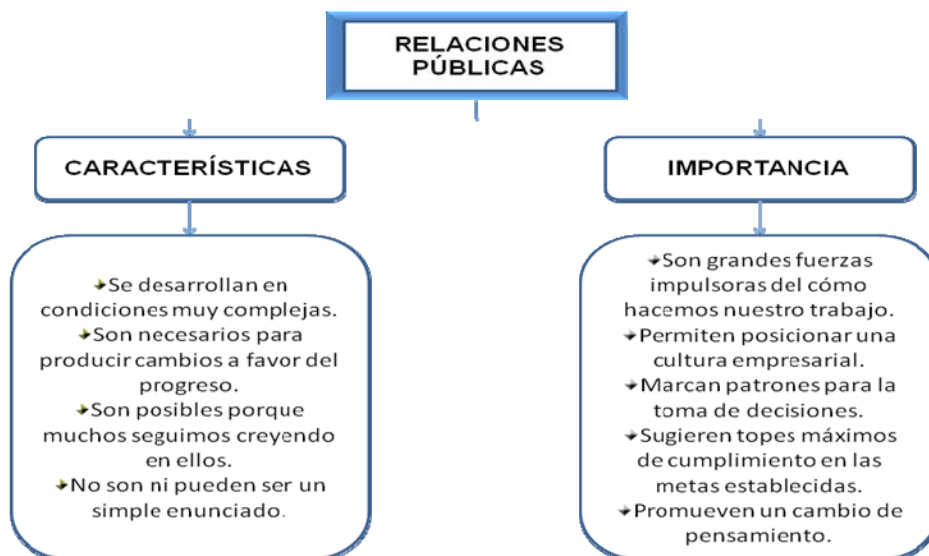 RELACIONES
PÚBLICAS
CARACTERÍSTICAS
Se desarrollan en
condiciones muy complejas.
Son necesarios para
producir cambios a favor del
progreso.
Son posibles porque
muchos seguimos creyendo
en ellos.
No son ni pueden ser un
simple enunciado.
IMPORTANCIA
Son grandes fuerzas
impulsoras del cómo
hacemos nuestro trabajo.
Permiten posicionar una
cultura empresarial.
Marcan patrones para la
toma de decisiones.
Sugieren topes máximos
de cumplimiento en las
metas establecidas.
Promueven un cambio de
pensamiento.